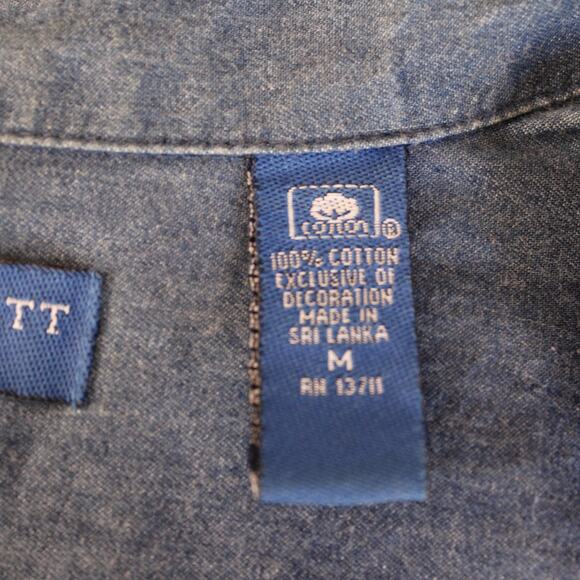 TT
COTTON
®
100% COTTON
EXCLUSIVE OF
DECORATION
MADE IN
SRI LANKA
M
RN 13711